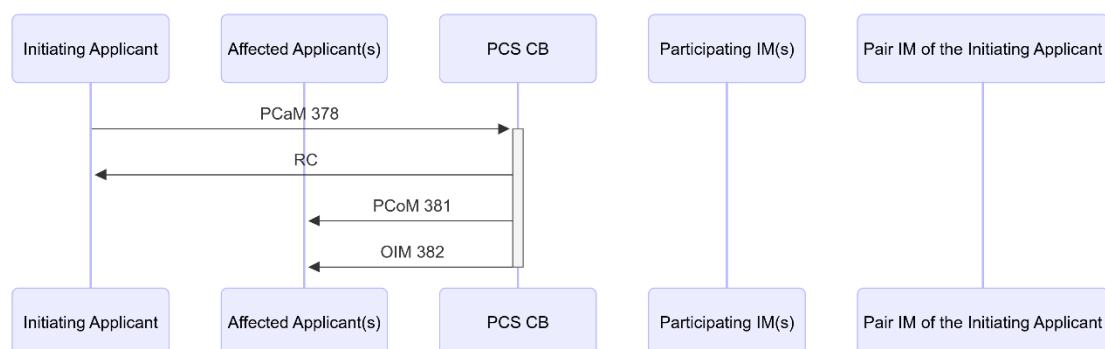 Initiating Applicant
Affected Applicant(s)
PCS CB
Participating IM(s)
Pair IM of the Initiating Applicant
PCaM 378
RC
PCoM 381
OIM 382
Initiating Applicant
Affected Applicant(s)
PCS CB
Participating IM(s)
Pair IM of the Initiating Applicant